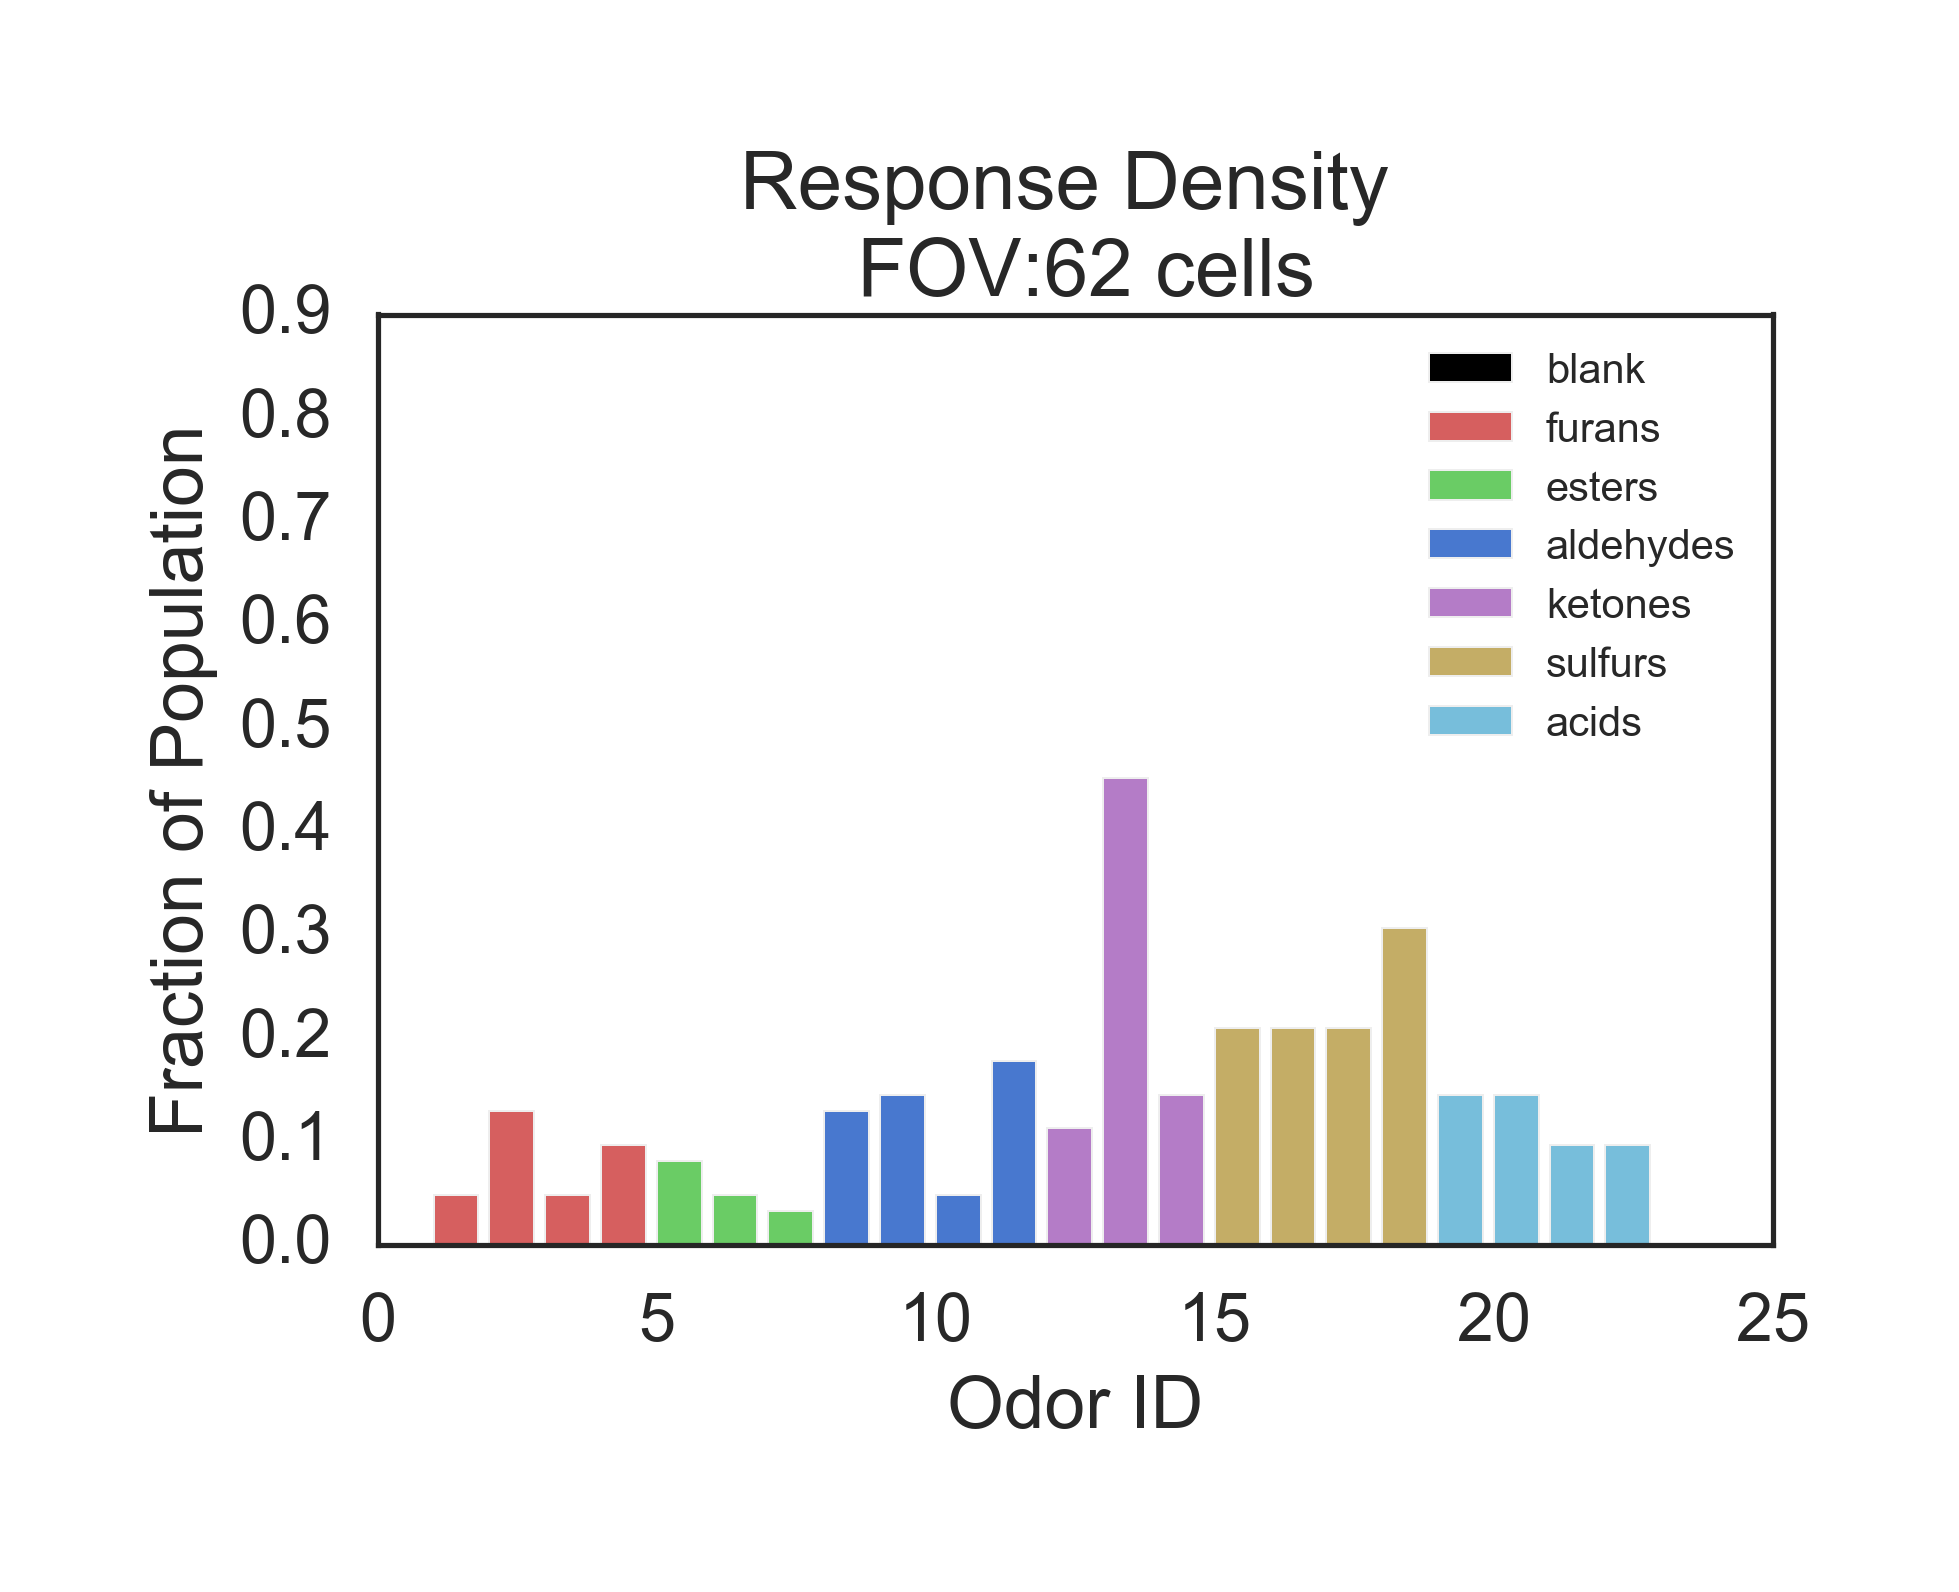 Response Density
FOV:62 cells
0.9
0.8
0.7
0.6
0.5
0.4
0.3
0.2
0.1
0.0
Fraction of Population
blank
furans
esters
aldehydes
ketones
sulfurs
acids
0 5 10 15 20 25
Odor ID